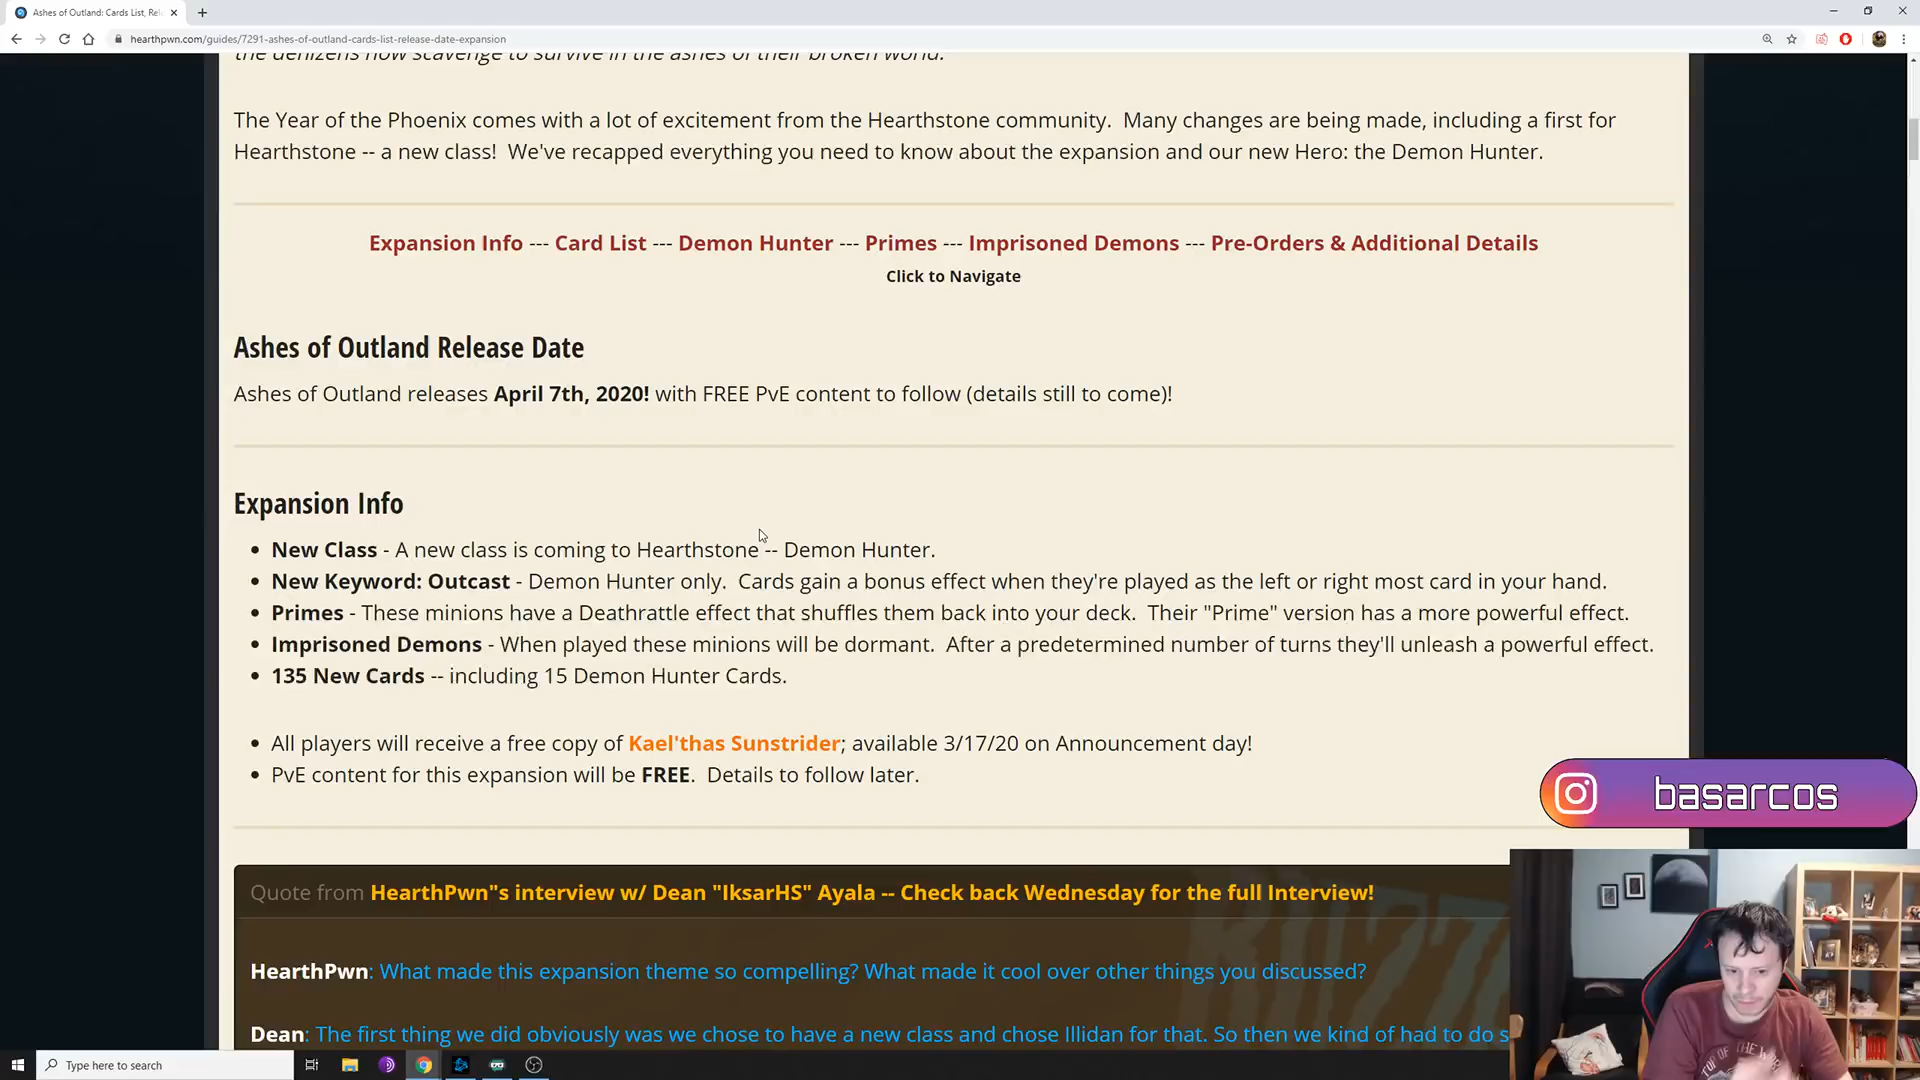 Ashes of Outland: Cards List, Rel
hearthpwn.com/guides/7291-ashes-of-outland-cards-list-release-date-expansion
the denizens now scavenge to survive in the ashes of their broken world.
The Year of the Phoenix comes with a lot of excitement from the Hearthstone community. Many changes are being made, including a first for
Hearthstone -- a new class! We've recapped everything you need to know about the expansion and our new Hero: the Demon Hunter.
Expansion Info --- Card List --- Demon Hunter --- Primes --- Imprisoned Demons --- Pre-Orders & Additional Details
Click to Navigate
Ashes of Outland Release Date
Ashes of Outland releases April 7th, 2020! with FREE PvE content to follow (details still to come)!
Expansion Info
• New Class - A new class is coming to Hearthstone -- Demon Hunter.
• New Keyword: Outcast - Demon Hunter only. Cards gain a bonus effect when they're played as the left or right most card in your hand.
• Primes - These minions have a Deathrattle effect that shuffles them back into your deck. Their "Prime" version has a more powerful effect.
• Imprisoned Demons - When played these minions will be dormant. After a predetermined number of turns they'll unleash a powerful effect.
• 135 New Cards -- including 15 Demon Hunter Cards.
• All players will receive a free copy of Kael'thas Sunstrider; available 3/17/20 on Announcement day!
• PvE content for this expansion will be FREE. Details to follow later.
basarcos
Quote from HearthPwn"s interview w/ Dean "IksarHS" Ayala -- Check back Wednesday for the full Interview!
HearthPwn: What made this expansion theme so compelling? What made it cool over other things you discussed?
Dean: The first thing we did obviously was we chose to have a new class and chose Illidan for that. So then we kind of had to do s
Type here to search